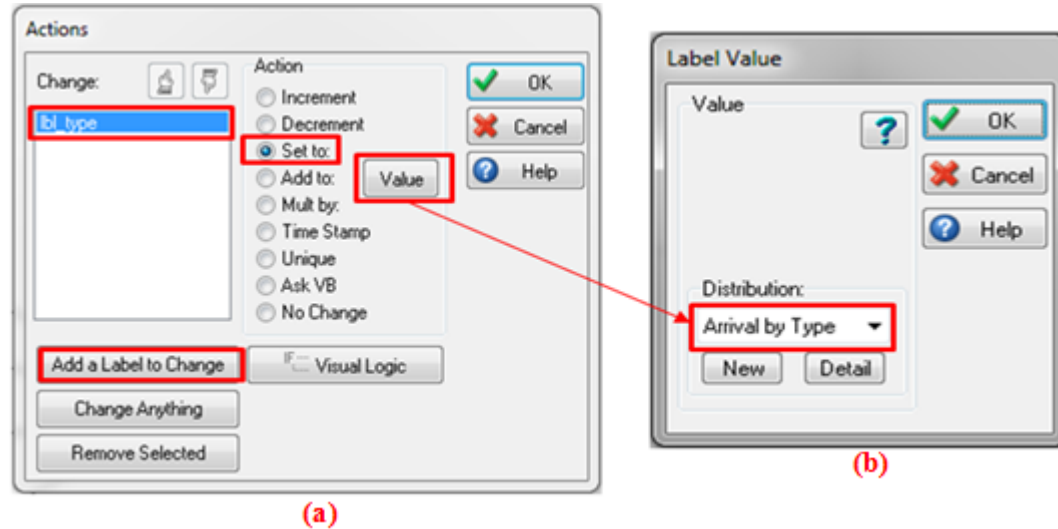 Actions
Change:
lbl_type
Add a Label to Change
Change Anything
Remove Selected
Action
Increment
Decrement
Set to:
Add to:
Value
Mult by:
Time Stamp
Unique
Ask VB
No Change
IF
Visual Logic
OK
Cancel
Help
(a)
Label Value
Value
?
Distribution:
Arrival by Type
New
Detail
OK
Cancel
? Help
(b)